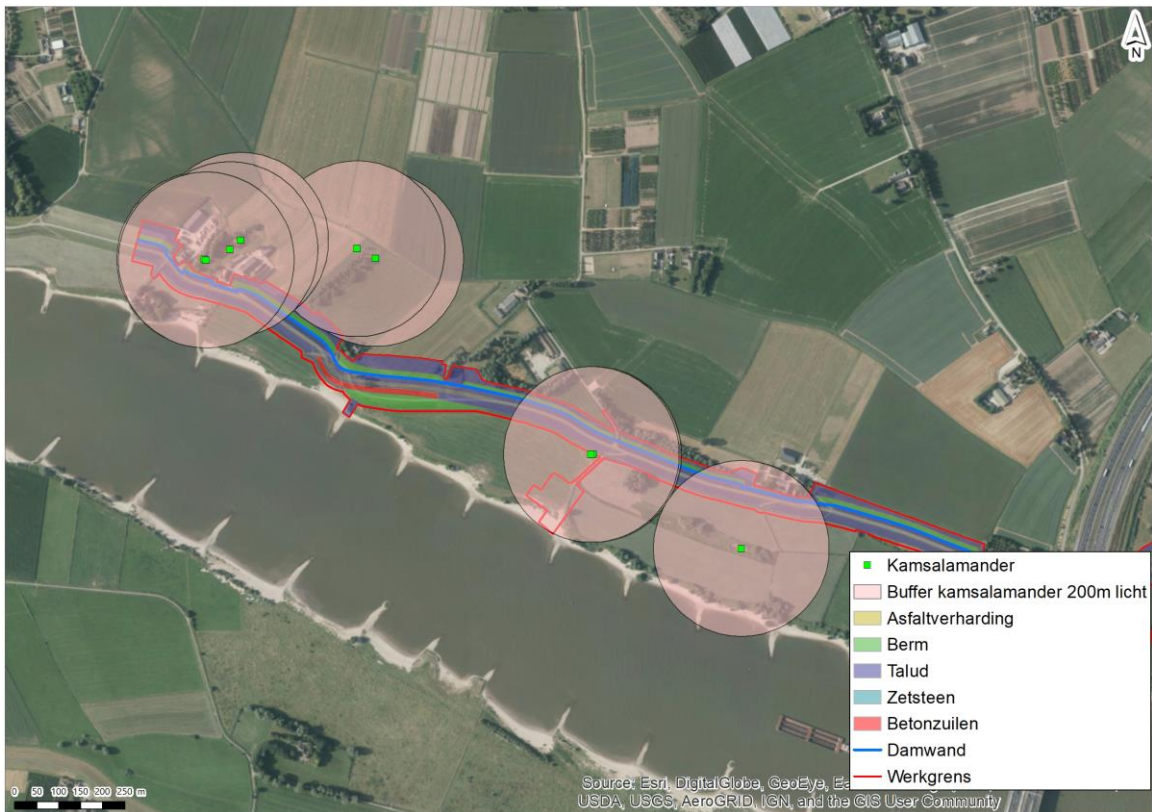 N
Kamsalamander
Buffer kamsalamander 200m licht
Asfaltverharding
Berm
Talud
Zetsteen
Betonzuilen
Damwand
Werkgrens
0 50 100 150 200 250 m
Source: Esri, DigitalGlobe, GeoEye,
USDA, USGS, AeroGRID, IGN, and the GIS User Community